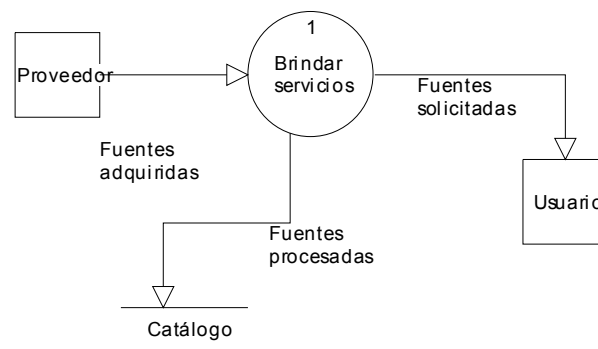 1
Brindar
servicios
Proveedor
Fuentes
solicitadas
Fuentes
adquiridas
Usuario
Fuentes
procesadas
Catálogo